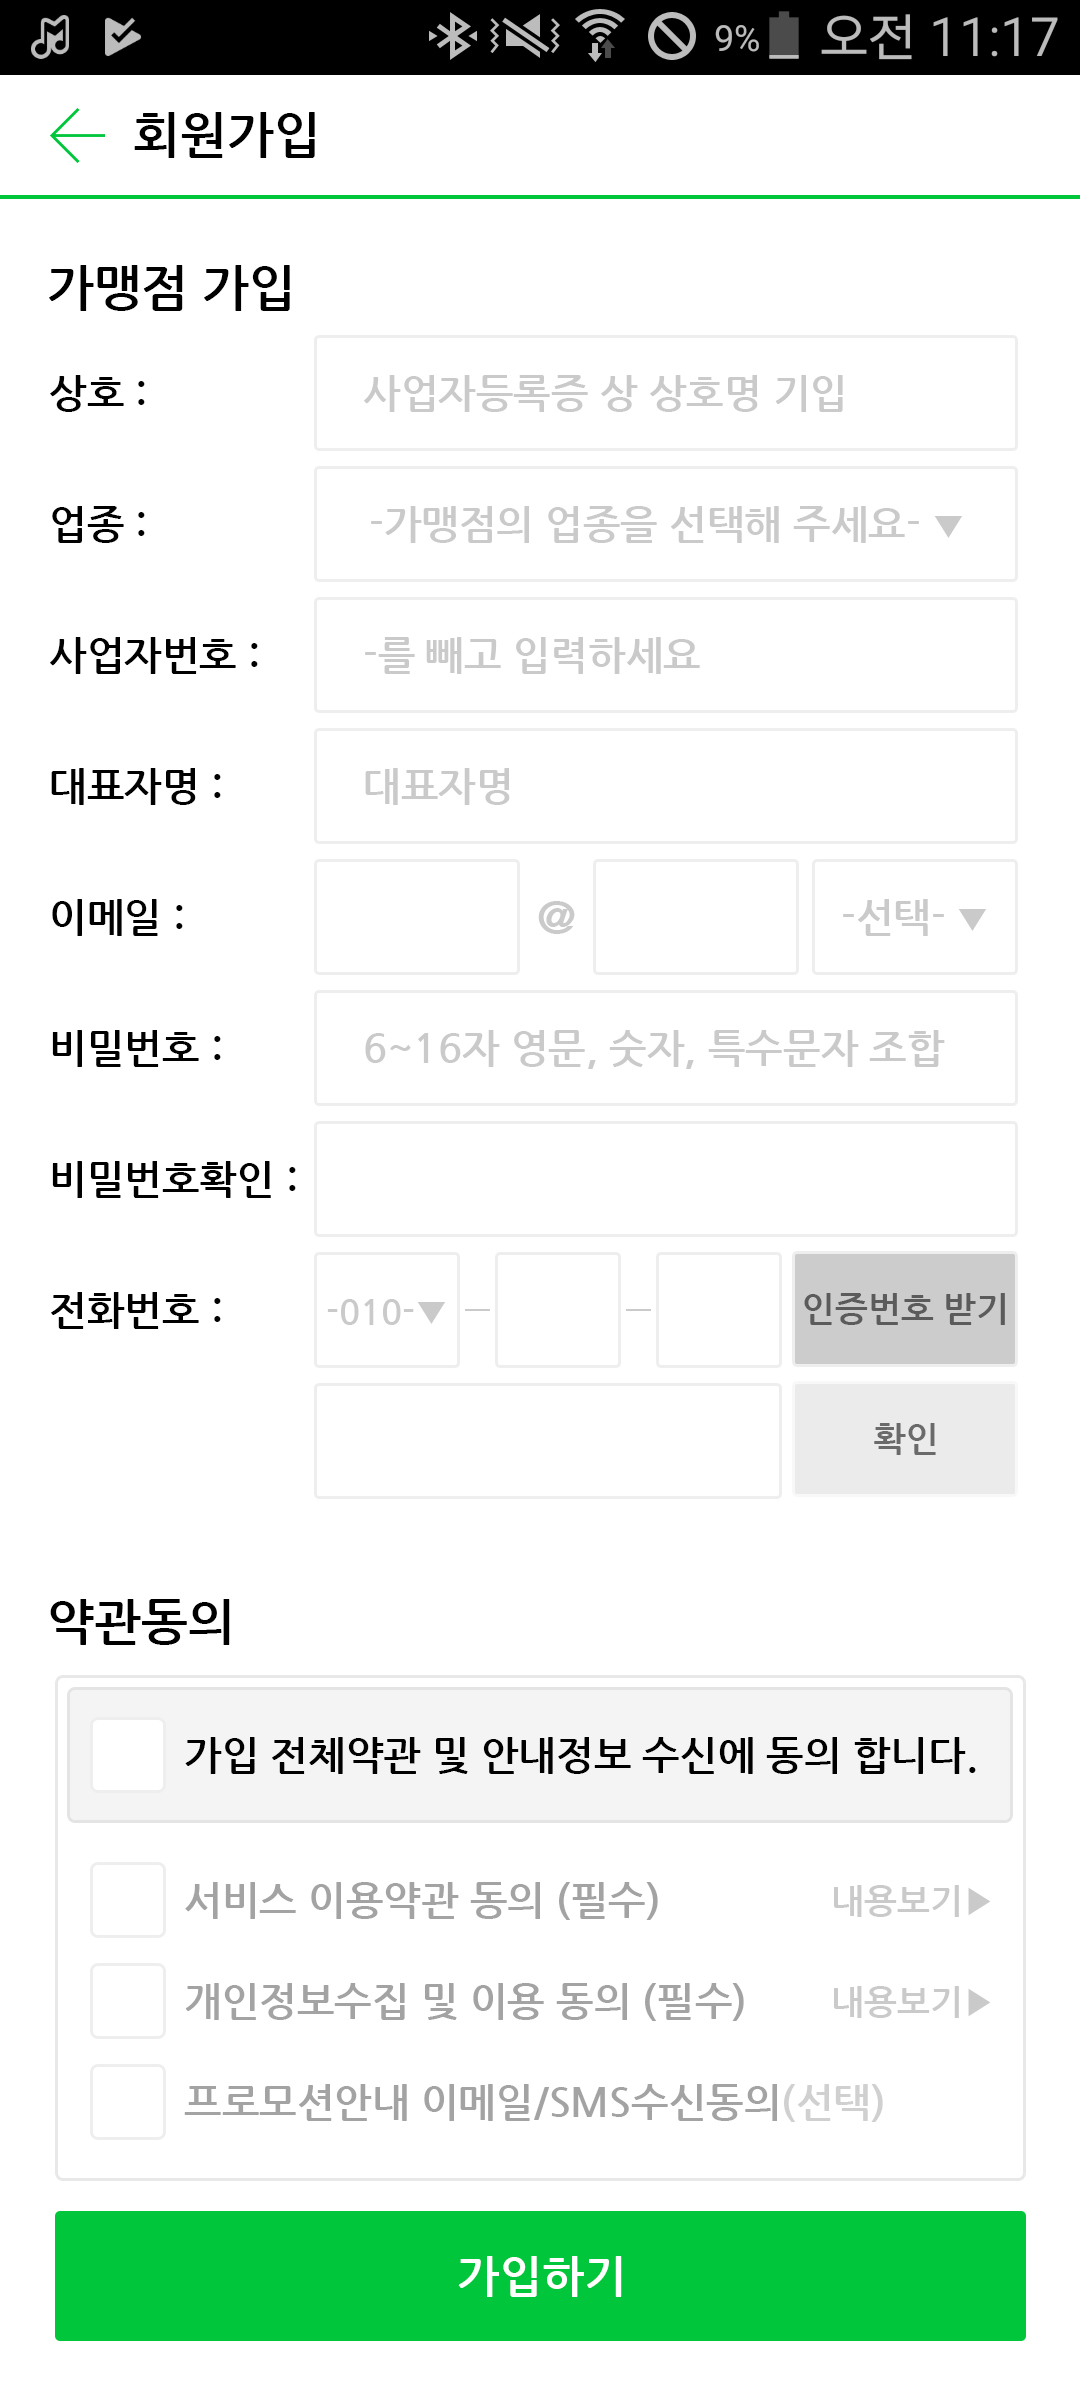 9% 오전 11:17
회원가입
가맹점 가입
상호 : 사업자등록증 상 상호명 기입
업종 : -가맹점의 업종을 선택해 주세요- ▼
사업자번호 : -를 빼고 입력하세요
대표자명 : 대표자명
이메일 : @ -선택- ▼
비밀번호 : 6~16자 영문, 숫자, 특수문자 조합
비밀번호확인 :
전화번호 : -010-▼ — — 인증번호 받기
확인
약관동의
가입 전체약관 및 안내정보 수신에 동의 합니다.
서비스 이용약관 동의 (필수) 내용보기▶
개인정보수집 및 이용 동의 (필수) 내용보기▶
프로모션안내 이메일/SMS수신동의(선택)
가입하기